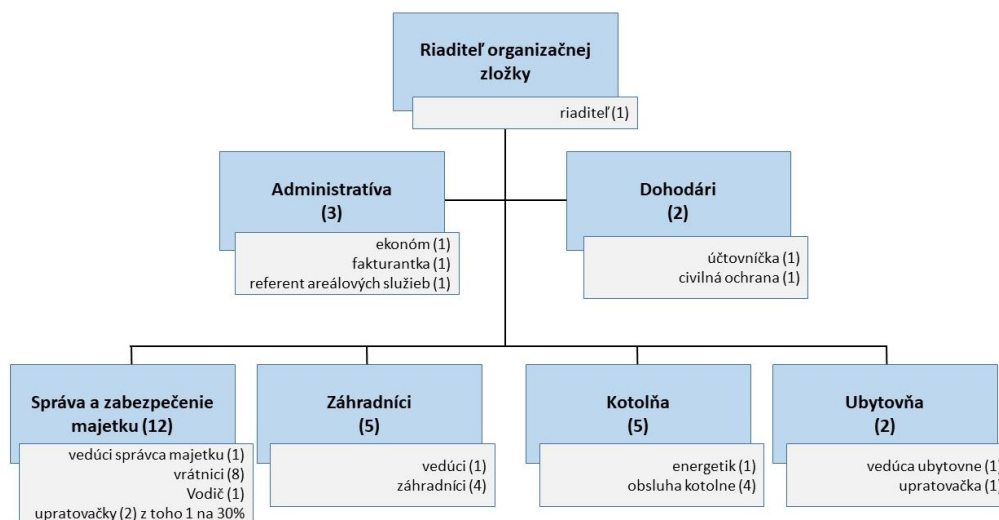 Riaditeľ organizačnej
zložky
riaditeľ (1)
Administratíva
(3)
ekonóm (1)
fakturantka (1)
referent areálových služieb (1)
Dohodári
(2)
účtovníčka (1)
civilná ochrana (1)
Správa a zabezpečenie
majetku (12)
vedúci správca majetku (1)
vrátnici (8)
Vodič (1)
upratovačky (2) z toho 1 na 30%
Záhradníci
(5)
vedúci (1)
záhradníci (4)
Kotolňa
(5)
energetik (1)
obsluha kotolne (4)
Ubytovňa
(2)
vedúca ubytovne (1)
upratovačka (1)